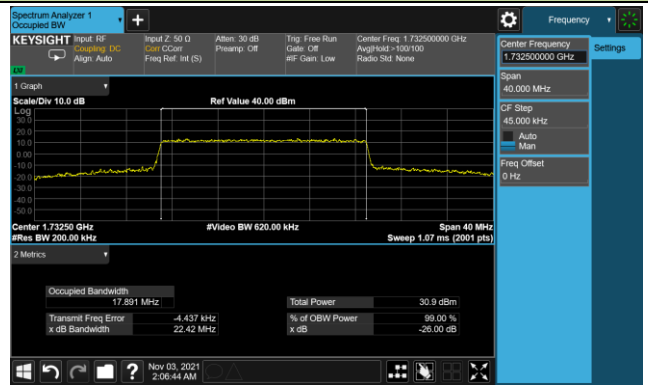 Spectrum Analyzer 1
Occupied BW
Frequency
KEYSIGHT
Input: RF
Coupling: DC
Align: Auto
Input Z: 50 Ω
Corr CCorr
Freq Ref: Int (S)
Atten: 30 dB
Preamp: Off
Trig: Free Run
Gate: Off
#IF Gain: Low
Center Freq: 1.732500000 GHz
Avg|Hold:>100/100
Radio Std: None
Center Frequency
1.732500000 GHz
Settings
Span
40.000 MHz
CF Step
45.000 kHz
Auto
Man
Freq Offset
0 Hz
1 Graph
Scale/Div 10.0 dB
Ref Value 40.00 dBm
Log
30.0
20.0
10.0
0.00
-10.0
-20.0
-30.0
-40.0
-50.0
Center 1.73250 GHz
#Video BW 620.00 kHz
Span 40 MHz
#Res BW 200.00 kHz
Sweep 1.07 ms (2001 pts)
2 Metrics
Occupied Bandwidth
17.891 MHz
Total Power 30.9 dBm
Transmit Freq Error -4.437 kHz
% of OBW Power 99.00 %
x dB Bandwidth 22.42 MHz
x dB -26.00 dB
?
Nov 03, 2021
2:06:44 AM